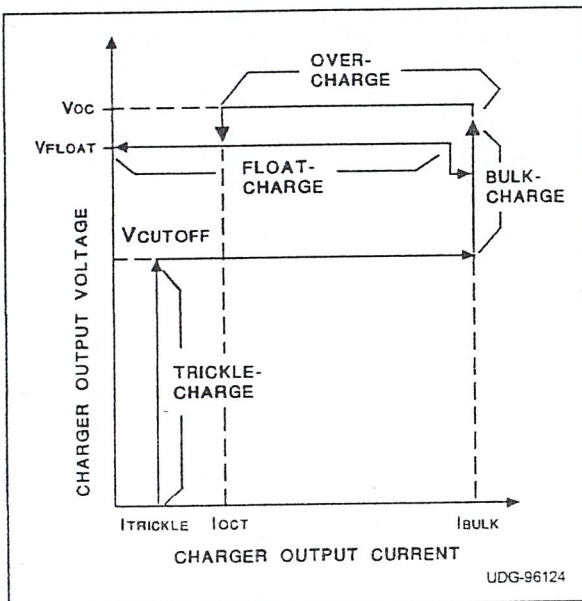 OVER-
CHARGE
VOC
VFLOAT
FLOAT-
CHARGE
BULK-
CHARGE
VCUTOFF
CHARGER OUTPUT VOLTAGE
TRICKLE-
CHARGE
ITRICKLE IOCT IBULK
CHARGER OUTPUT CURRENT
UDG-96124